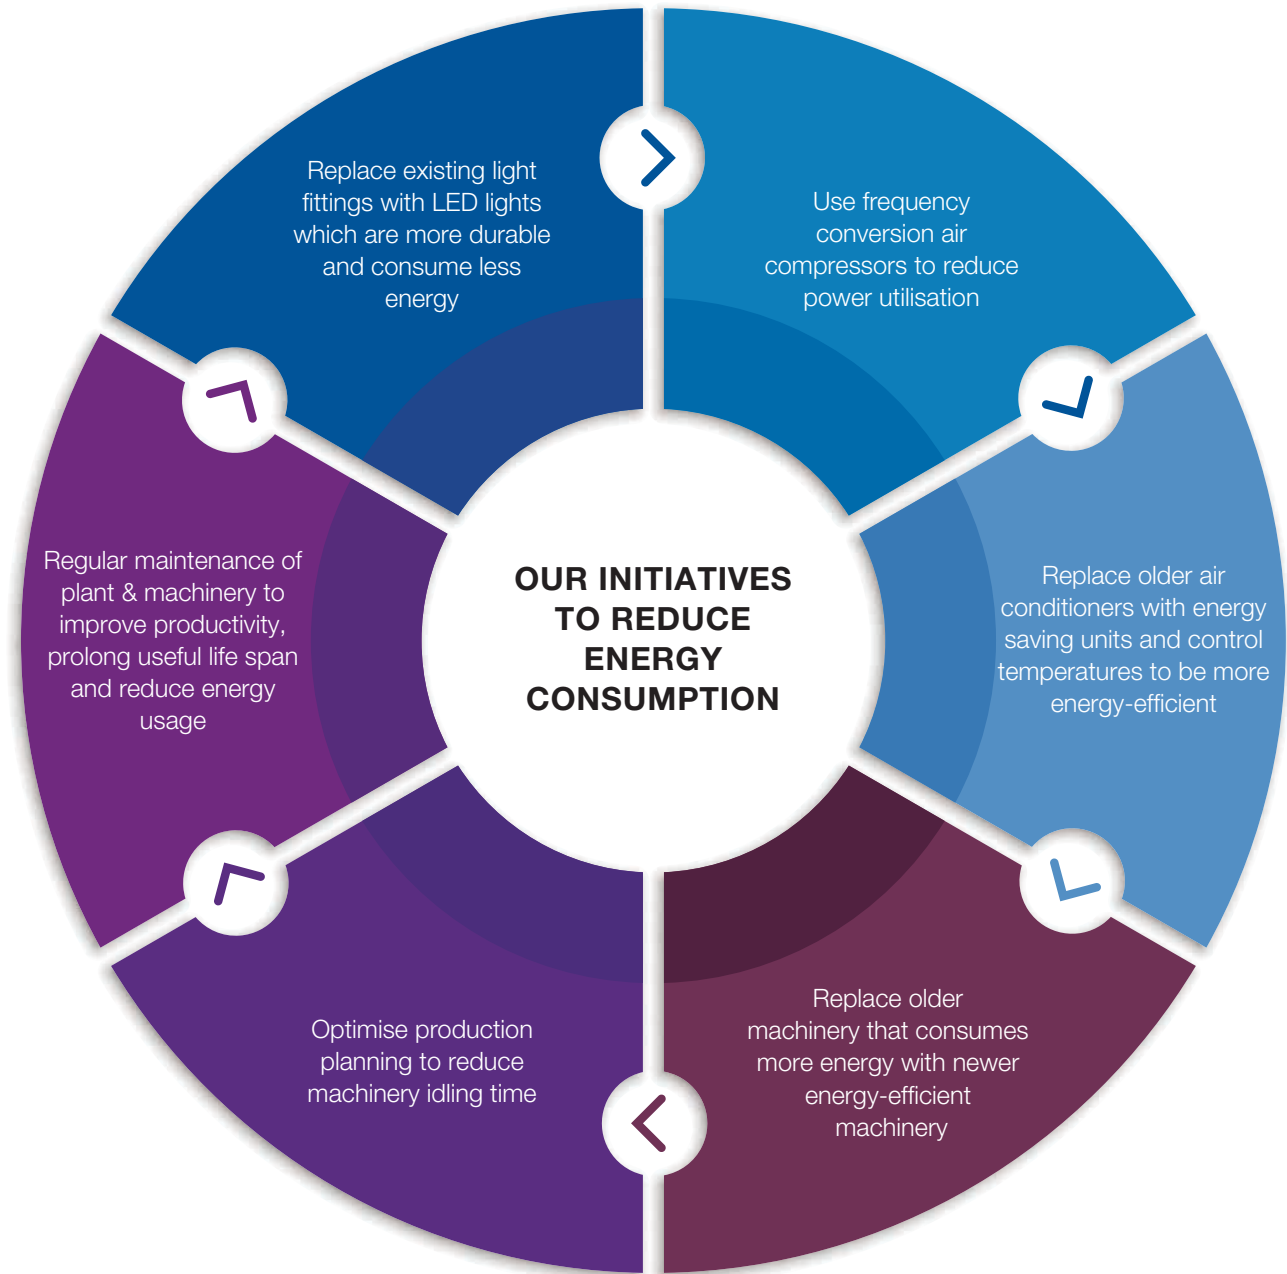 Replace existing light
fittings with LED lights
which are more durable
and consume less
energy
Use frequency
conversion air
compressors to reduce
power utilisation
Replace older air
conditioners with energy
saving units and control
temperatures to be more
energy-efficient
Replace older
machinery that consumes
more energy with newer
energy-efficient
machinery
Optimise production
planning to reduce
machinery idling time
Regular maintenance of
plant & machinery to
improve productivity,
prolong useful life span
and reduce energy
usage
OUR INITIATIVES
TO REDUCE
ENERGY
CONSUMPTION